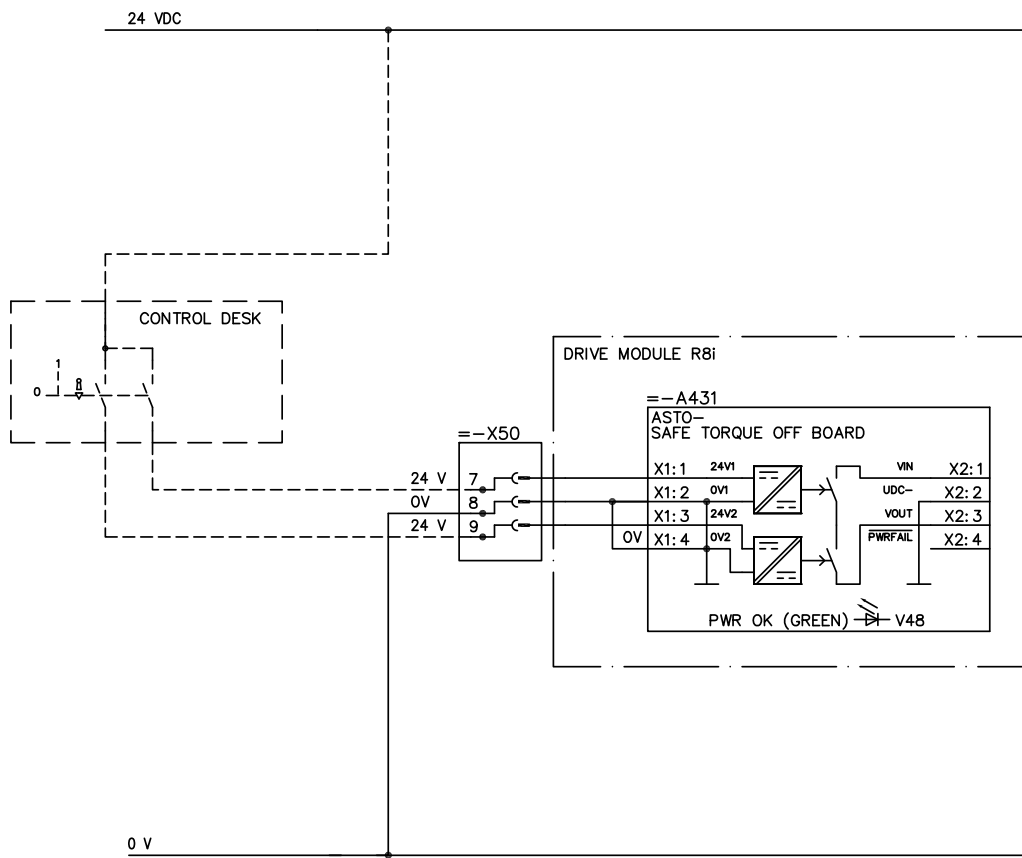 24 VDC
CONTROL DESK
1
0
DRIVE MODULE R8i
=-A431
ASTO-
SAFE TORQUE OFF BOARD
=-X50
24 V 7
0V 8
24 V 9
X1:1 24V1 VIN X2:1
X1:2 0V1 UDC- X2:2
X1:3 24V2 VOUT X2:3
0V X1:4 0V2 PWRFAIL X2:4
PWR OK (GREEN) V48
0 V